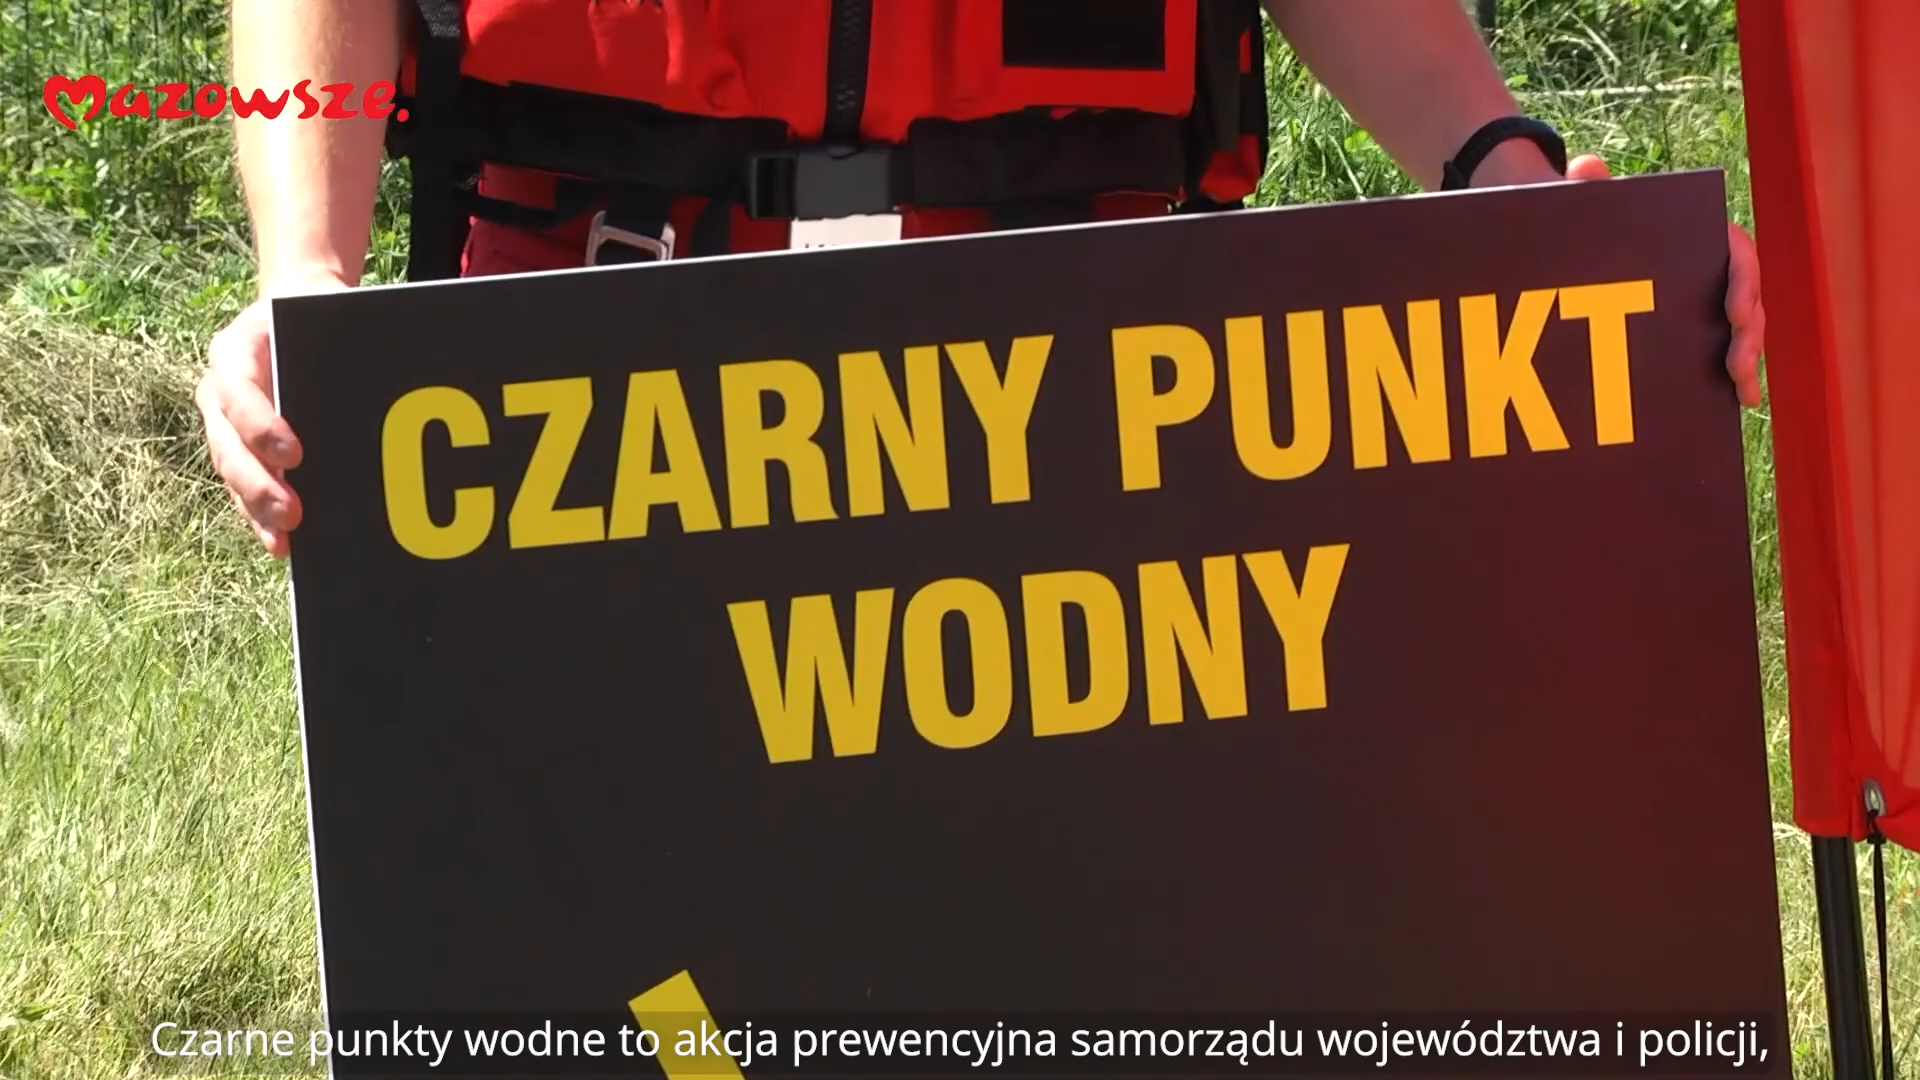 Mazowsze.
CZARNY PUNKT
WODNY
Czarne punkty wodne to akcja prewencyjna samorządu województwa i policji,